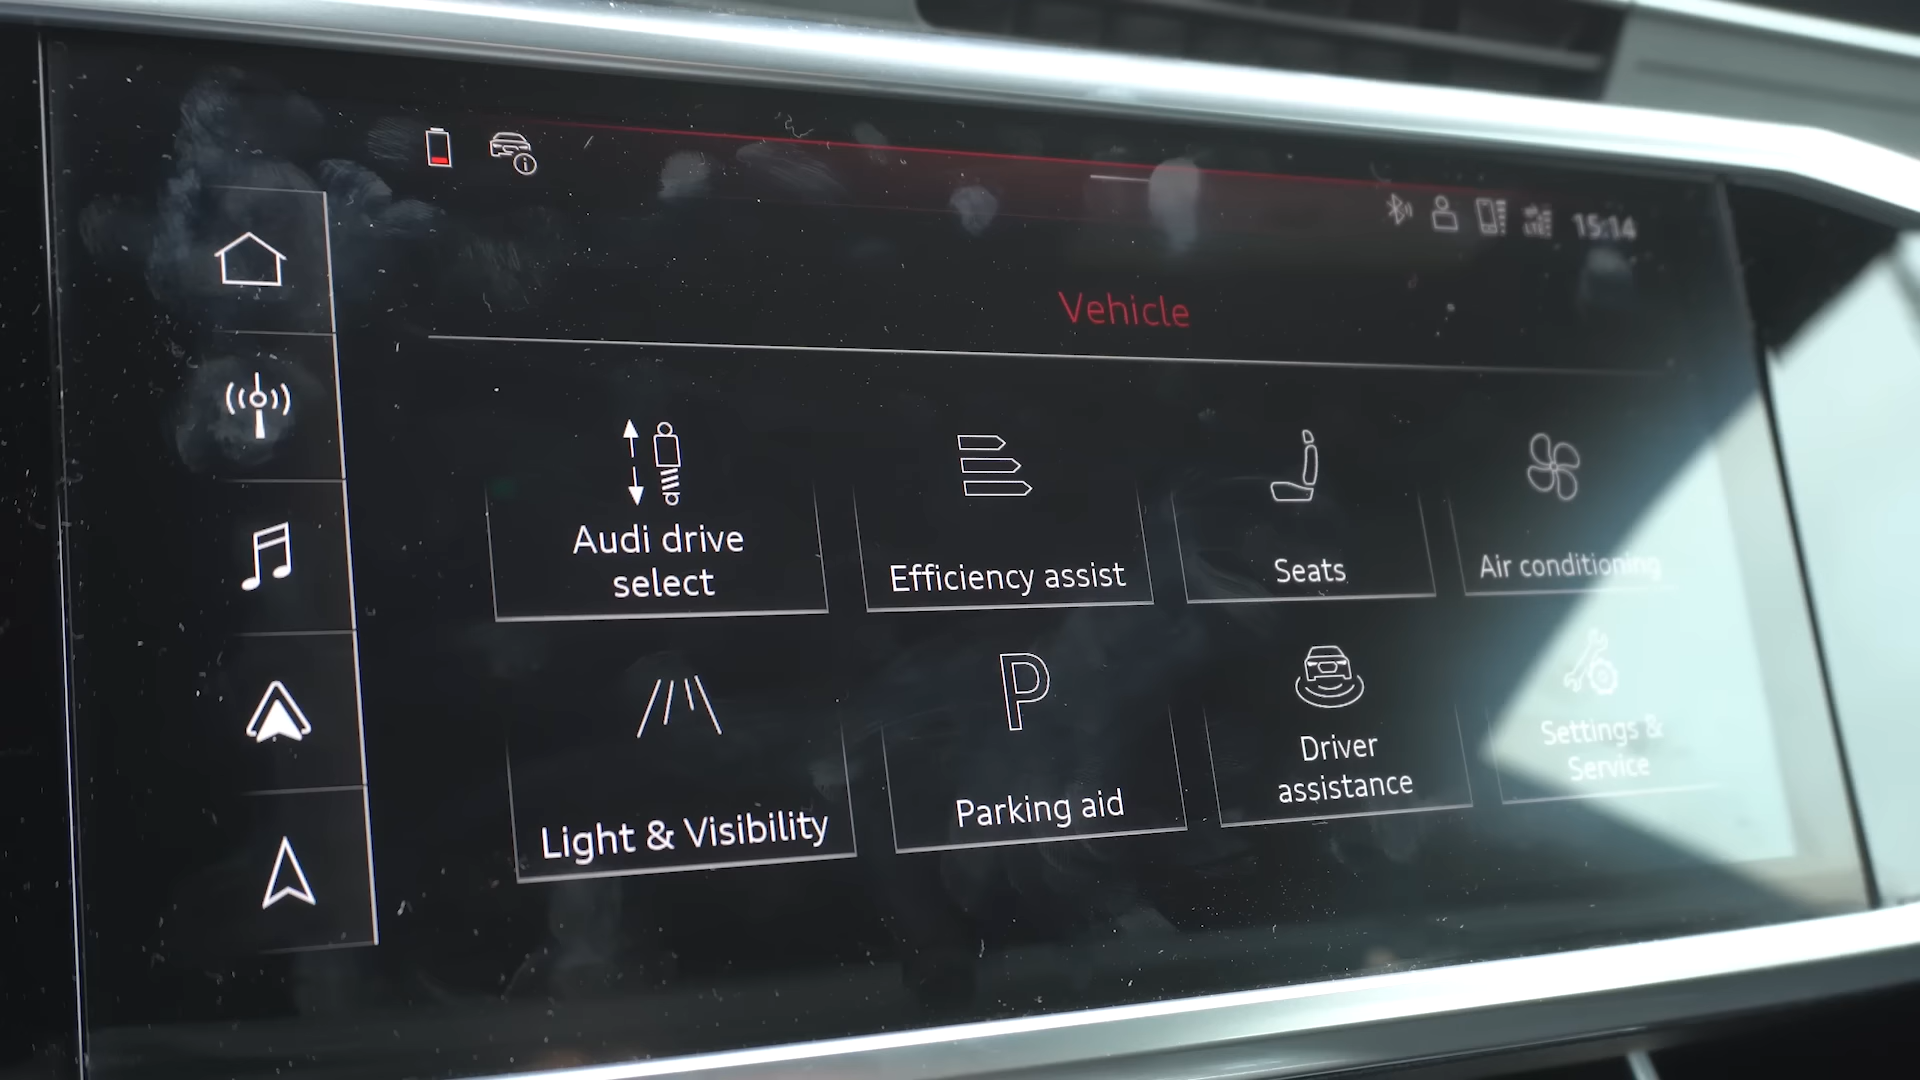 15:14
Vehicle
Audi drive
select
Efficiency assist
Seats
Air conditioning
Light & Visibility
Parking aid
Driver
assistance
Settings &
Service